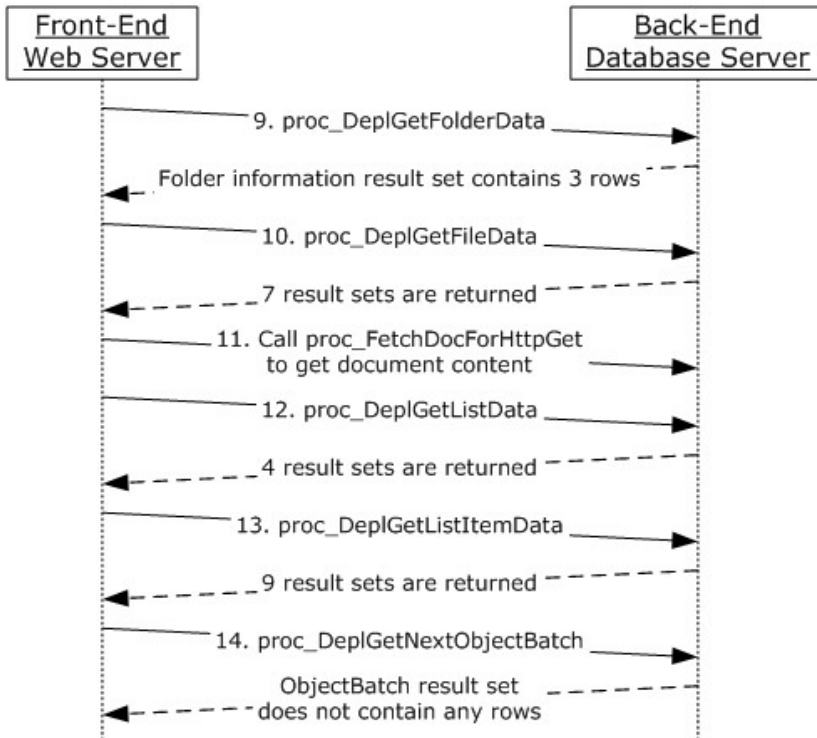 Front-End
Web Server
Back-End
Database Server
9. proc_DeplGetFolderData
Folder information result set contains 3 rows
10. proc_DeplGetFileData
7 result sets are returned
11. Call proc_FetchDocForHttpGet
to get document content
12. proc_DeplGetListData
4 result sets are returned
13. proc_DeplGetListItemData
9 result sets are returned
14. proc_DeplGetNextObjectBatch
ObjectBatch result set
does not contain any rows